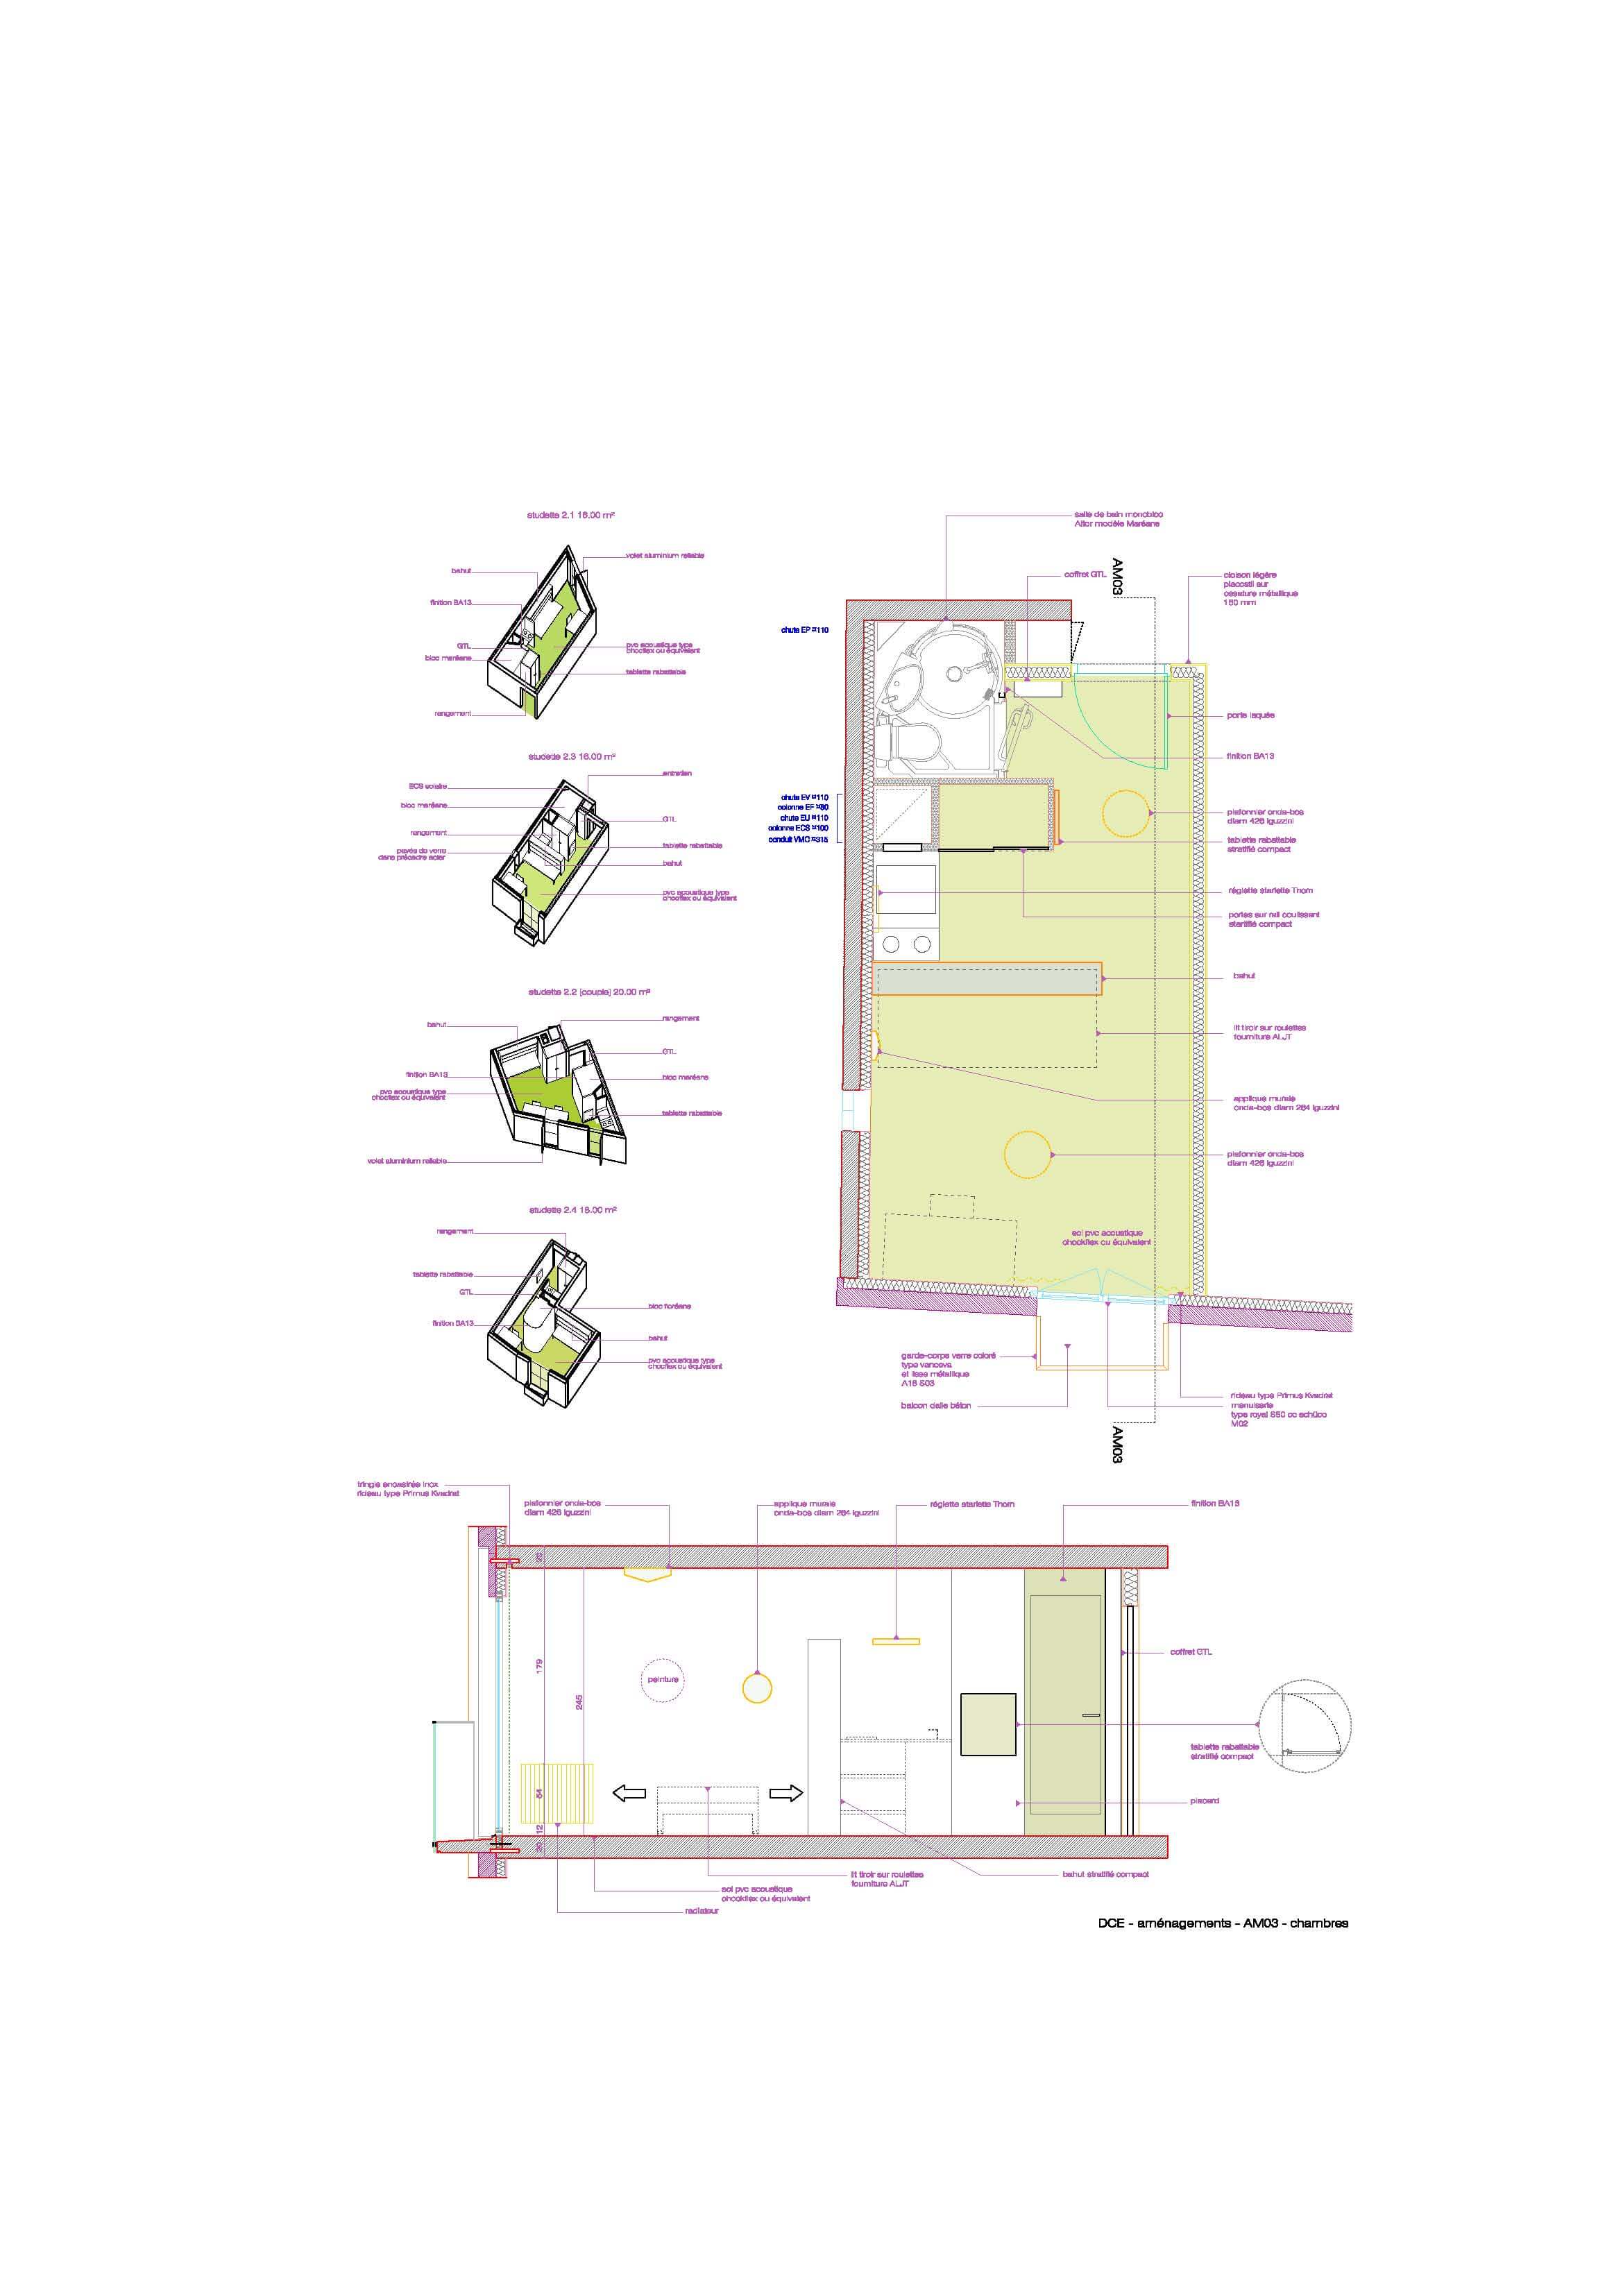 studette 2.1 18.00 m²
volet aluminium reliable
bahut
finition BA13
GTL
bloc maréane
pvc acoustique type
chocflex ou équivalent
tablette rabattable
rangement
studette 2.3 16.00 m²
entretien
ECS solaire
bloc maréane
GTL
rangement
pavés de verre
dans précadre acier
tablette rabattable
bahut
pvc acoustique type
chocflex ou équivalent
studette 2.2 (couple) 20.00 m²
rangement
bahut
GTL
finition BA13
bloc maréane
pvc acoustique type
chocflex ou équivalent
tablette rabattable
volet aluminium reliable
studette 2.4 18.00 m²
rangement
tablette rabattable
GTL
bloc floréane
finition BA13
bahut
pvc acoustique type
chocflex ou équivalent
salle de bain monobloc
Altor modèle Maréane
AM03
coffret GTL
cloison légère
placostil sur
ossature métallique
160 mm
chute EP ¤110
porte laquée
finition BA13
chute EV ¤110
colonne EF ¤80
chute EU ¤110
colonne ECS ¤100
conduit VMC ¤315
plafonnier onda-bos
diam 426 iguzzini
tablette rabattable
stratifié compact
réglette starlette Thorn
portes sur rail coulissant
startifié compact
bahut
lit tiroir sur roulettes
fourniture ALJT
applique murale
onda-bos diam 264 iguzzini
plafonnier onda-bos
diam 426 iguzzini
sol pvc acoustique
chockflex ou équivalent
garde-corps verre coloré
type vanceva
et lisse métallique
A16 S03
balcon dalle béton
rideau type Primus Kvadrat
menuiserie
type royal S50 cc schüco
M02
AM03
tringle encastrée inox
rideau type Primus Kvadrat
plafonnier onda-bos
diam 426 iguzzini
applique murale
onda-bos diam 264 iguzzini
réglette starlette Thorn
finition BA13
20
179
245
64
12
20
peinture
coffret GTL
tablette rabattable
stratifié compact
placard
lit tiroir sur roulettes
fourniture ALJT
bahut stratifié compact
sol pvc acoustique
chockflex ou équivalent
radiateur
DCE - aménagements - AM03 - chambres